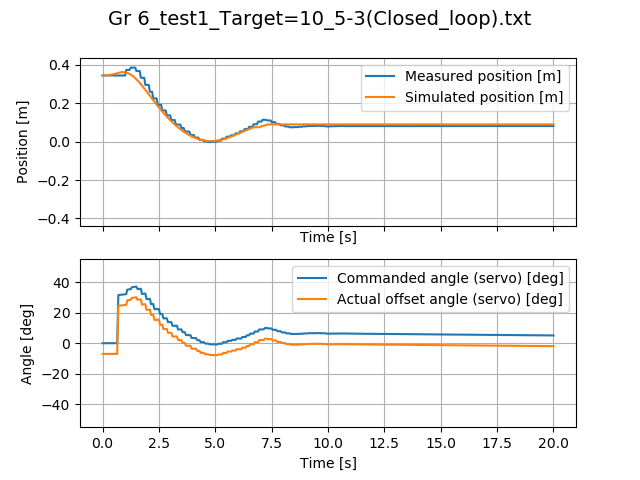 Gr 6_test1_Target=10_5-3(Closed_loop).txt
0.4
0.2
0.0
−0.2
−0.4
Position [m]
Measured position [m]
Simulated position [m]
Time [s]
40
20
0
−20
−40
Angle [deg]
Commanded angle (servo) [deg]
Actual offset angle (servo) [deg]
0.0 2.5 5.0 7.5 10.0 12.5 15.0 17.5 20.0
Time [s]